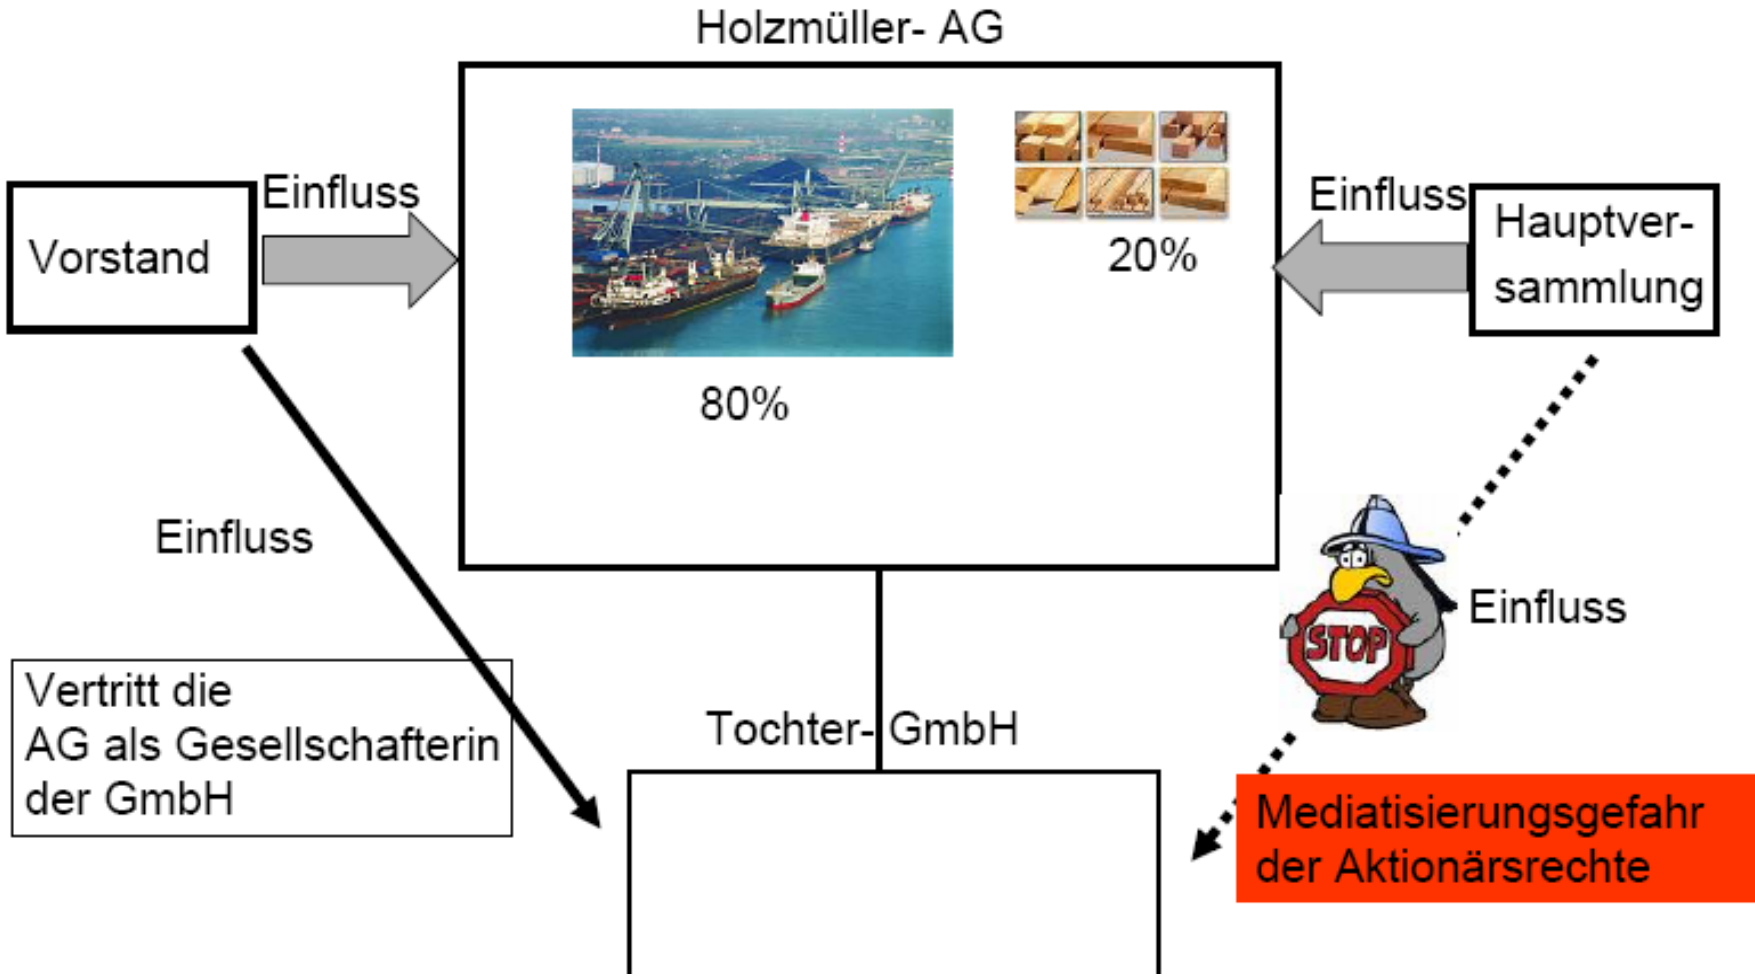 Holzmüller- AG
Einfluss
Vorstand
80%
20%
Einfluss
Hauptver-
sammlung
Einfluss
STOP
Einfluss
Vertritt die
AG als Gesellschafterin
der GmbH
Tochter- GmbH
Mediatisierungsgefahr
der Aktionärsrechte